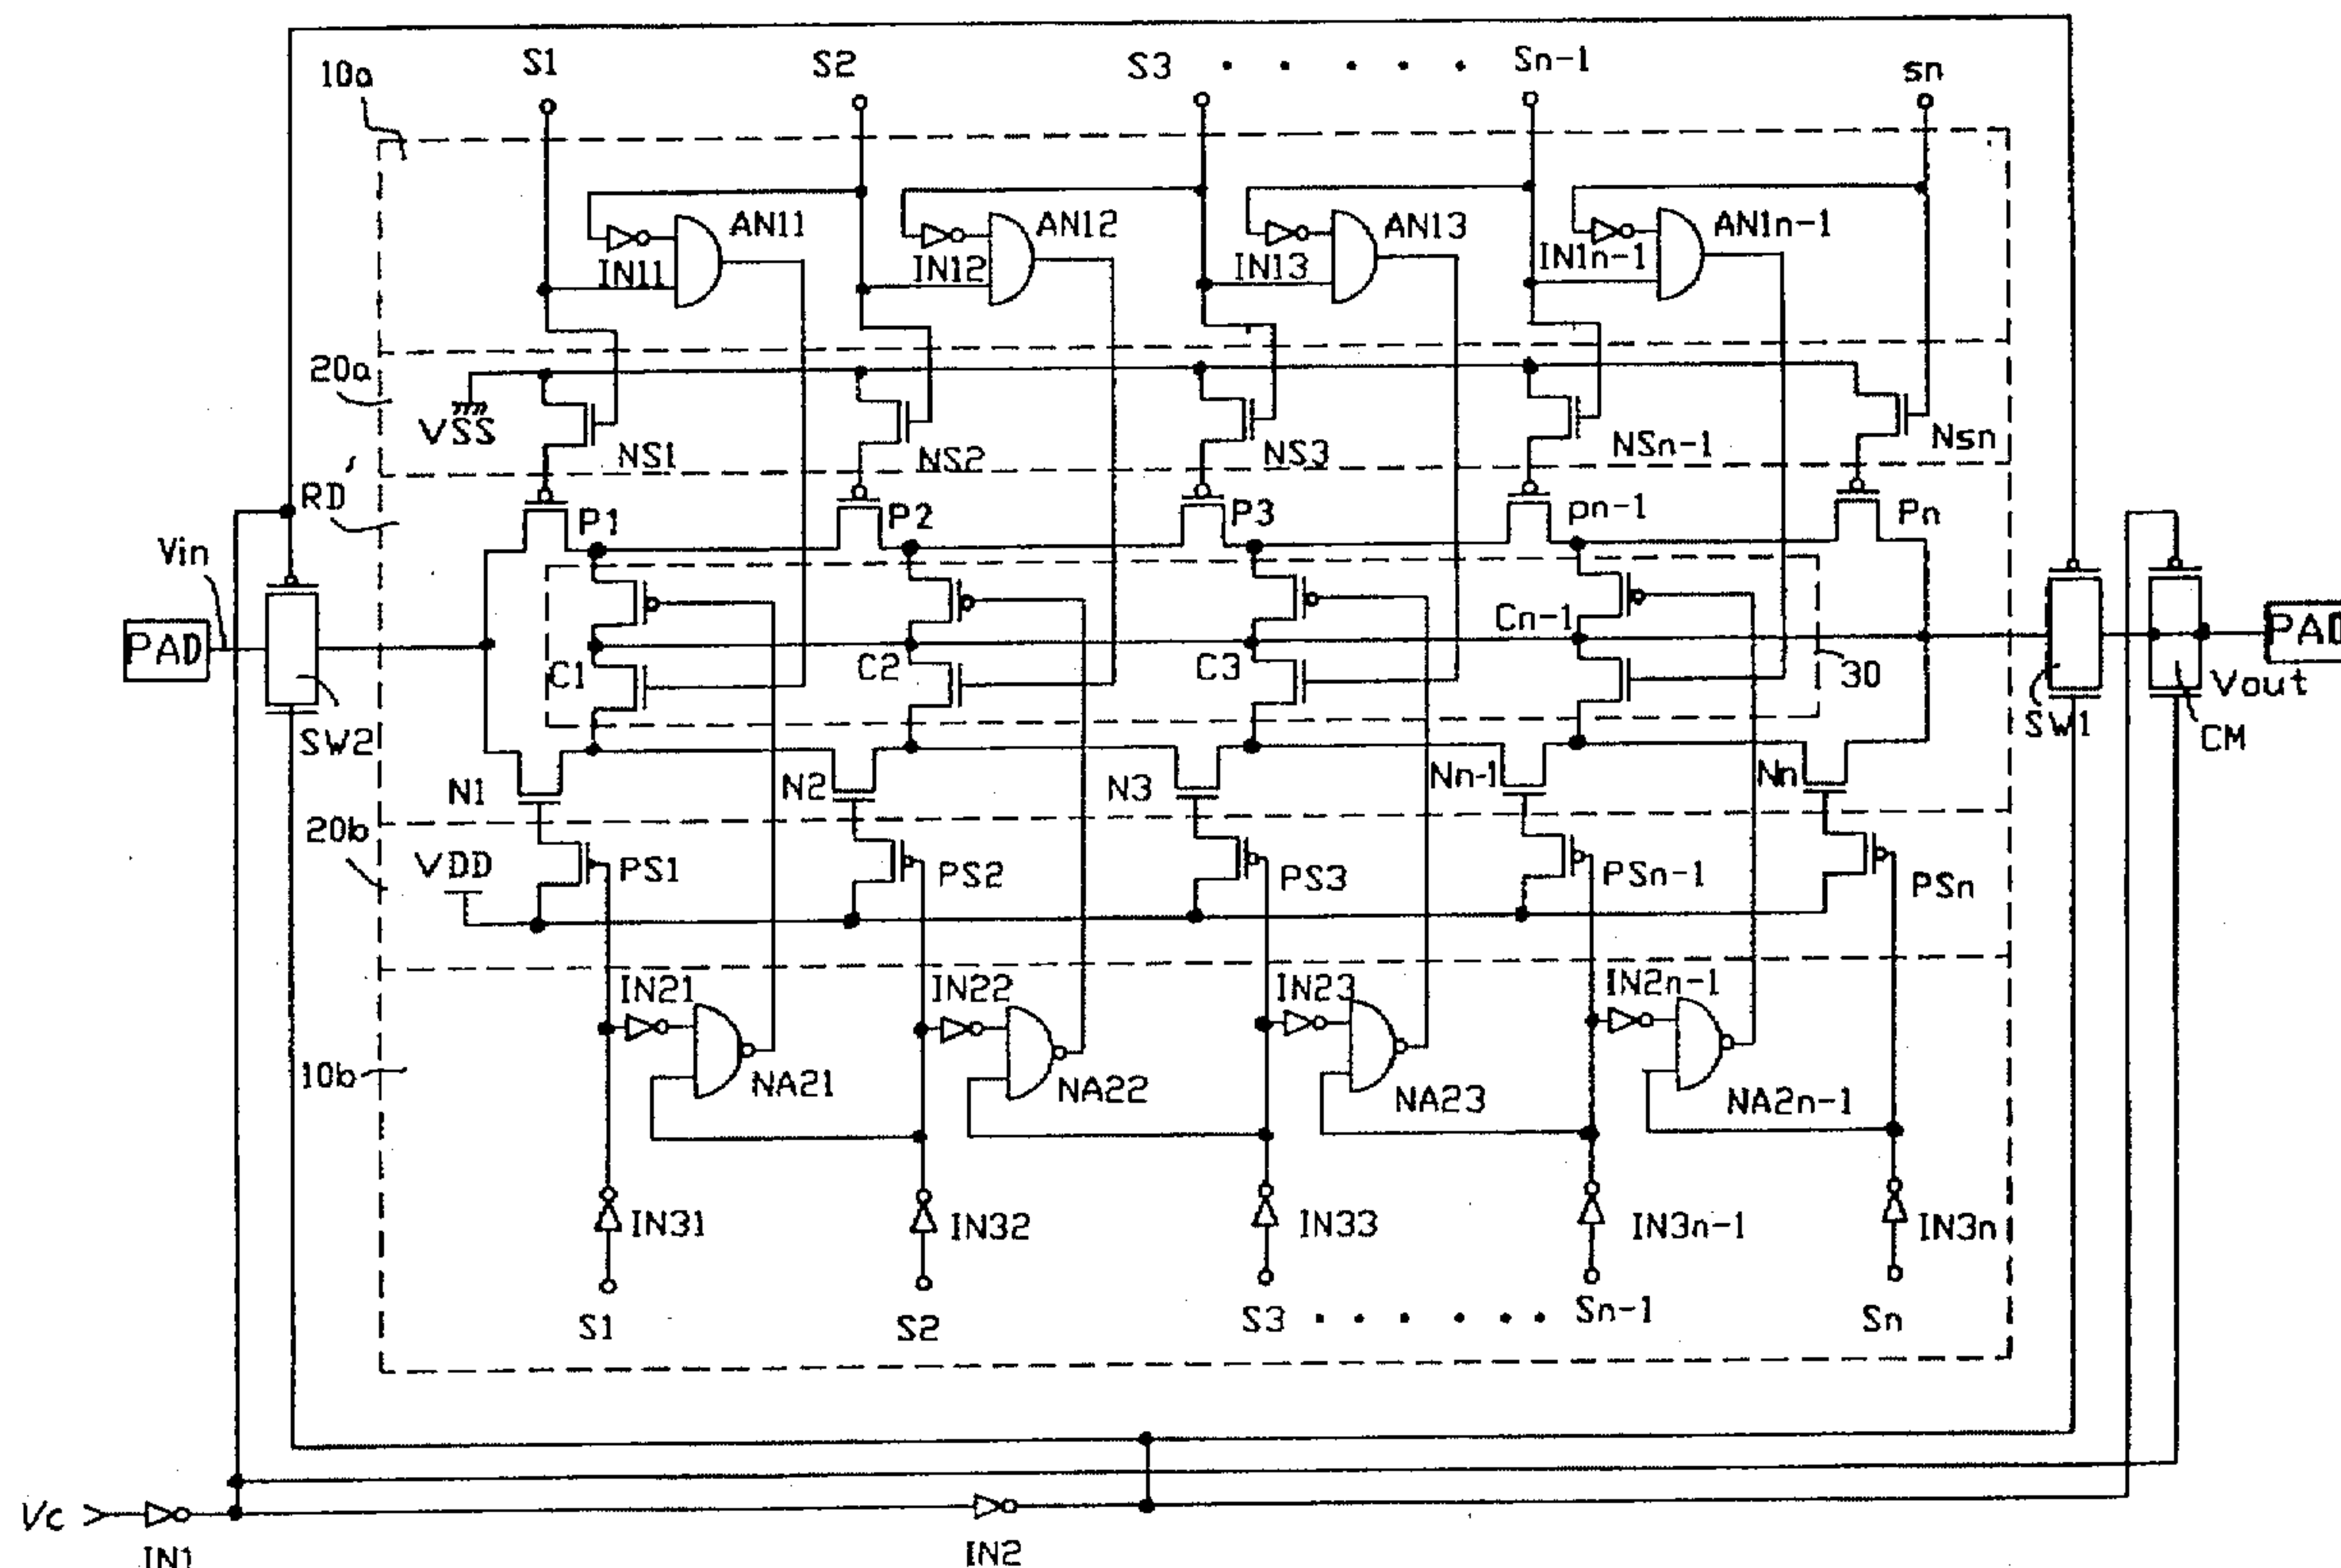 S1 S2 S3 . . . . . Sn-1 sn
10a
AN11 AN12 AN13 AN1n-1
IN11 IN12 IN13 IN1n-1
20a
VSS
NS1 NS2 NS3 NSn-1 Nsn
RD'
P1 P2 P3 pn-1 Pn
Vin
PAD
C1 C2 C3 Cn-1
30
PAD
Vout
SW2
SW1
CM
N1 N2 N3 Nn-1 Nn
20b
VDD
PS1 PS2 PS3 PSn-1 PSn
IN21 IN22 IN23 IN2n-1
10b
NA21 NA22 NA23 NA2n-1
IN31 IN32 IN33 IN3n-1 IN3n
S1 S2 S3 . . . . . . Sn-1 Sn
Vc
IN1 IN2